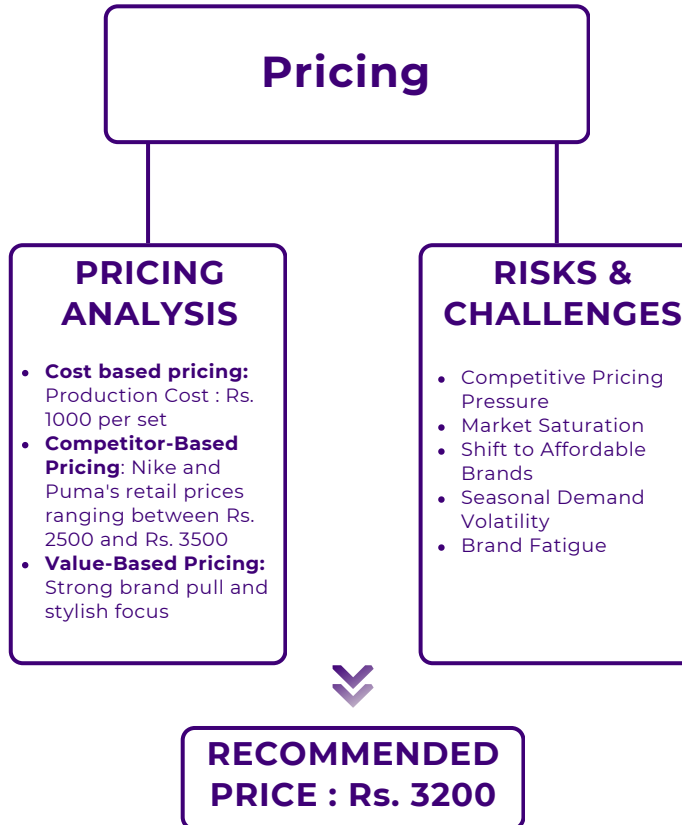 Pricing
PRICING
ANALYSIS
• Cost based pricing:
Production Cost : Rs.
1000 per set
• Competitor-Based
Pricing: Nike and
Puma's retail prices
ranging between Rs.
2500 and Rs. 3500
• Value-Based Pricing:
Strong brand pull and
stylish focus
RISKS &
CHALLENGES
• Competitive Pricing
Pressure
• Market Saturation
• Shift to Affordable
Brands
• Seasonal Demand
Volatility
• Brand Fatigue
RECOMMENDED
PRICE : Rs. 3200